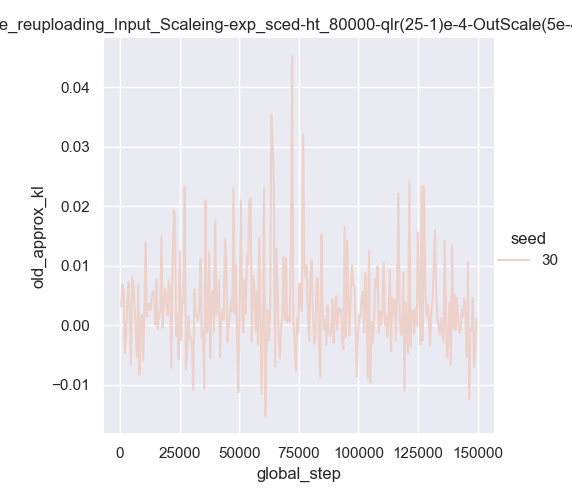 e_reuploading_Input_Scaleing-exp_sced-ht_80000-qlr(25-1)e-4-OutScale(5e-4
0.04
0.03
0.02
0.01
0.00
−0.01
old_approx_kl
0 25000 50000 75000 100000 125000 150000
global_step
seed
30